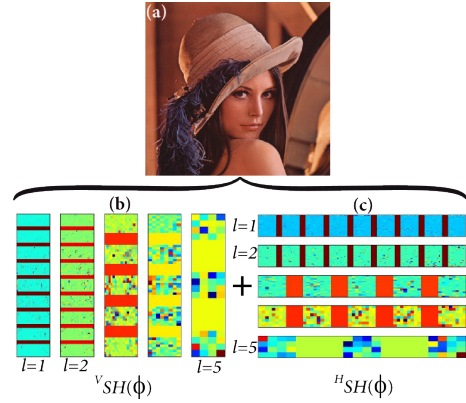 (a)
(b)
(c)
l=1
l=2
+
l=5
l=1 l=2 l=5
ⱽSH(ϕ)
ᴴSH(ϕ)